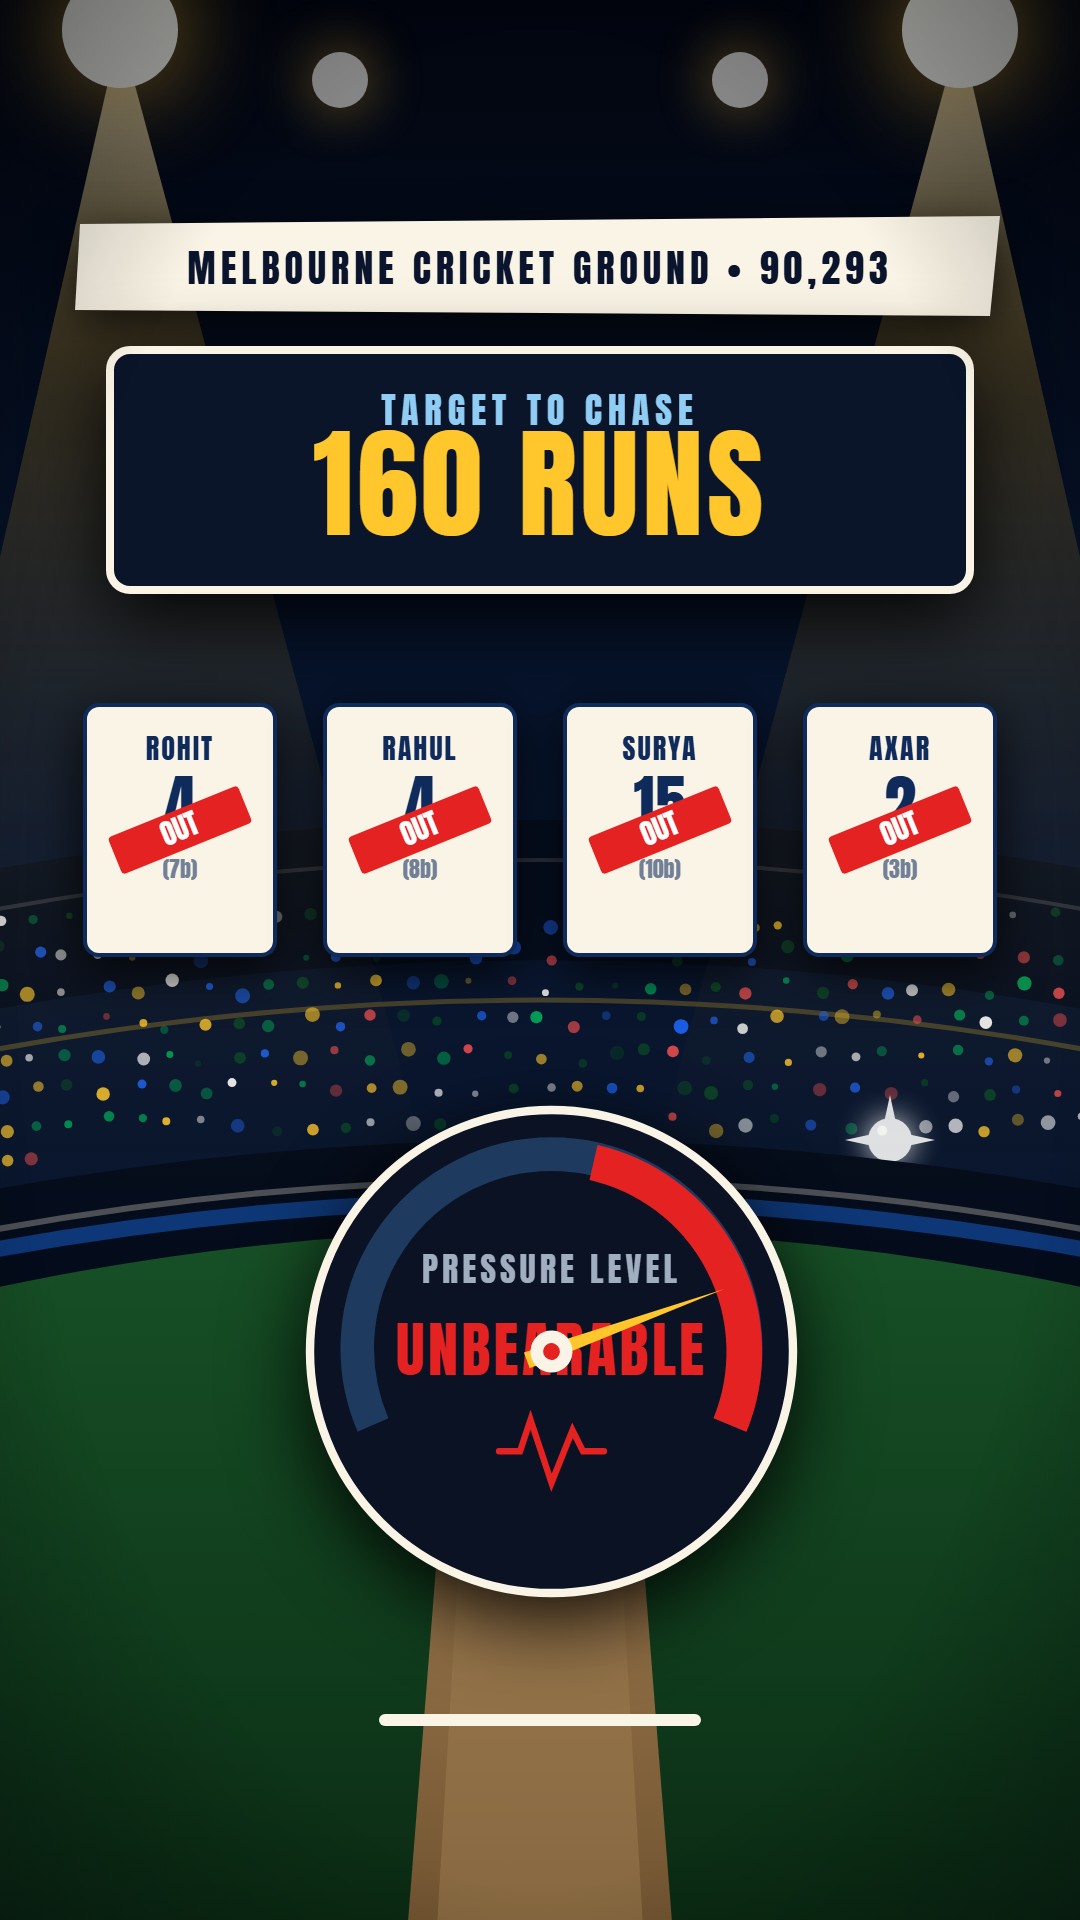 MELBOURNE CRICKET GROUND • 90,293
TARGET TO CHASE
160 RUNS
ROHIT
4
OUT
(7b)
RAHUL
4
OUT
(8b)
SURYA
15
OUT
(10b)
AXAR
2
OUT
(3b)
PRESSURE LEVEL
UNBEARABLE